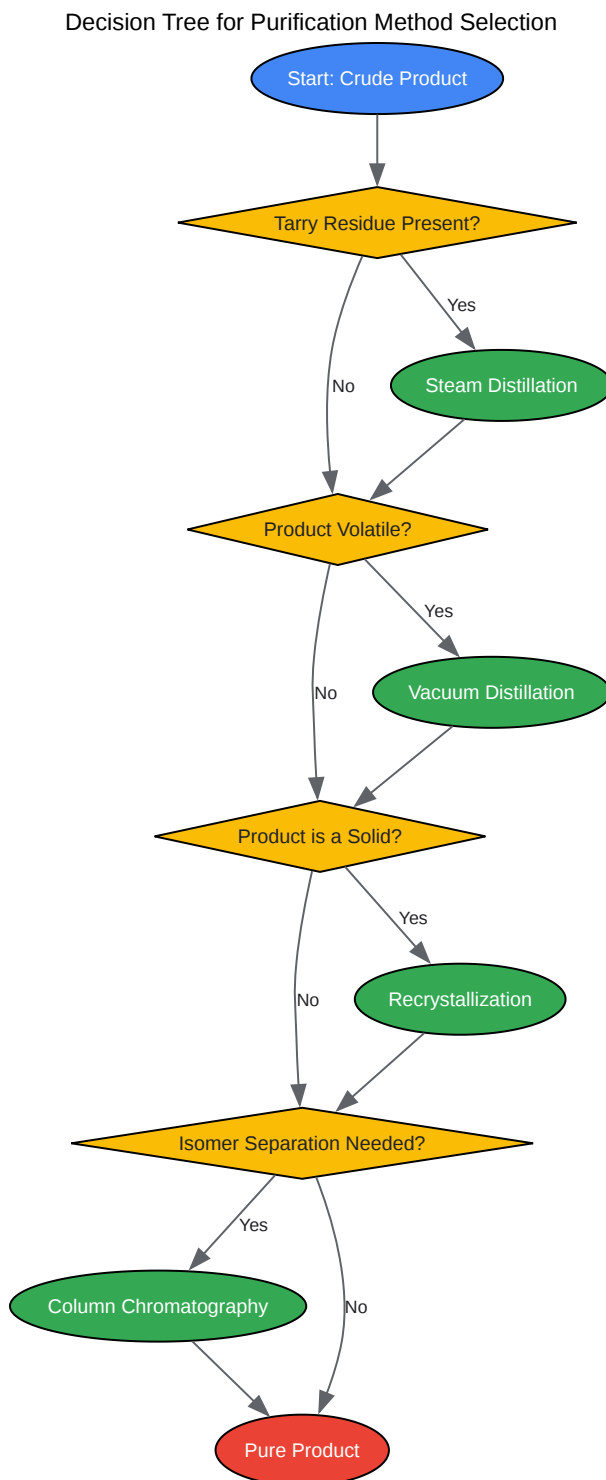 Decision Tree for Purification Method Selection
Start: Crude Product
Tarry Residue Present?
Yes
No
Steam Distillation
Product Volatile?
Yes
No
Vacuum Distillation
Product is a Solid?
Yes
No
Recrystallization
Isomer Separation Needed?
Yes
No
Column Chromatography
Pure Product